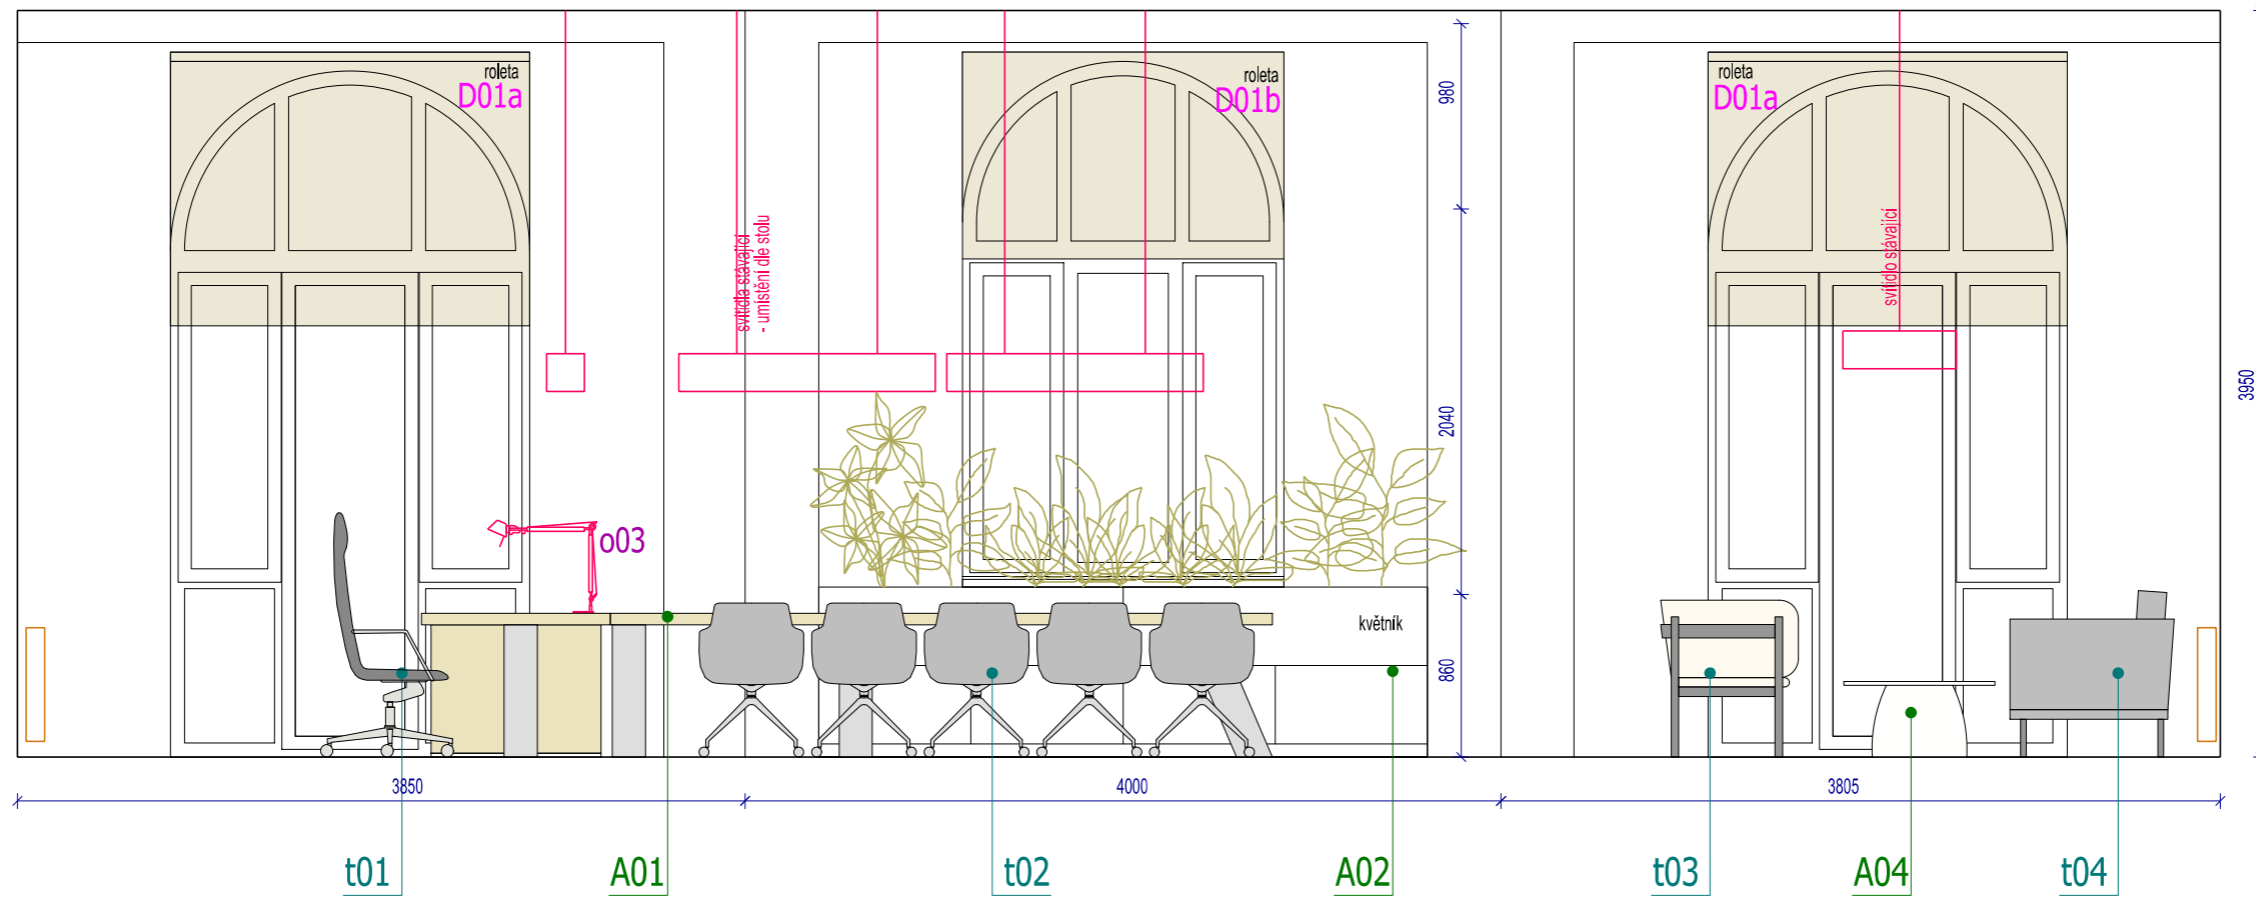 roleta
D01a
roleta
D01b
roleta
D01a
980
svítidla stávající
- umístění dle stolu
svítidlo stávající
3950
2040
o03
květník
860
3850
4000
3805
t01
A01
t02
A02
t03
A04
t04